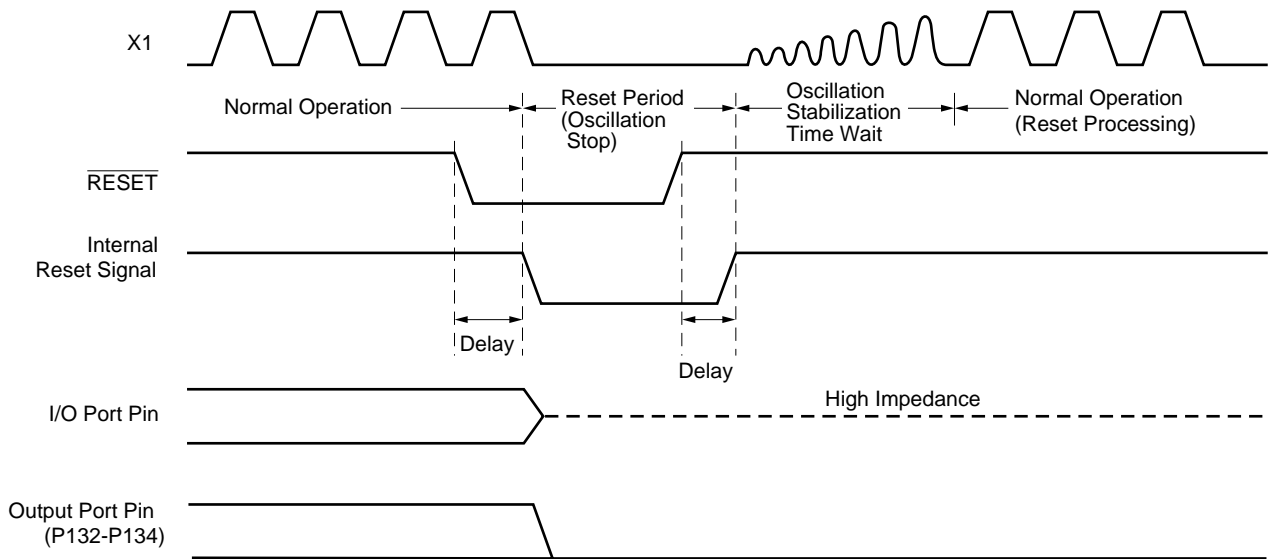 X1
Normal Operation
Reset Period
(Oscillation
Stop)
Oscillation
Stabilization
Time Wait
Normal Operation
(Reset Processing)
RESET
Internal
Reset Signal
Delay
Delay
I/O Port Pin
High Impedance
Output Port Pin
(P132-P134)